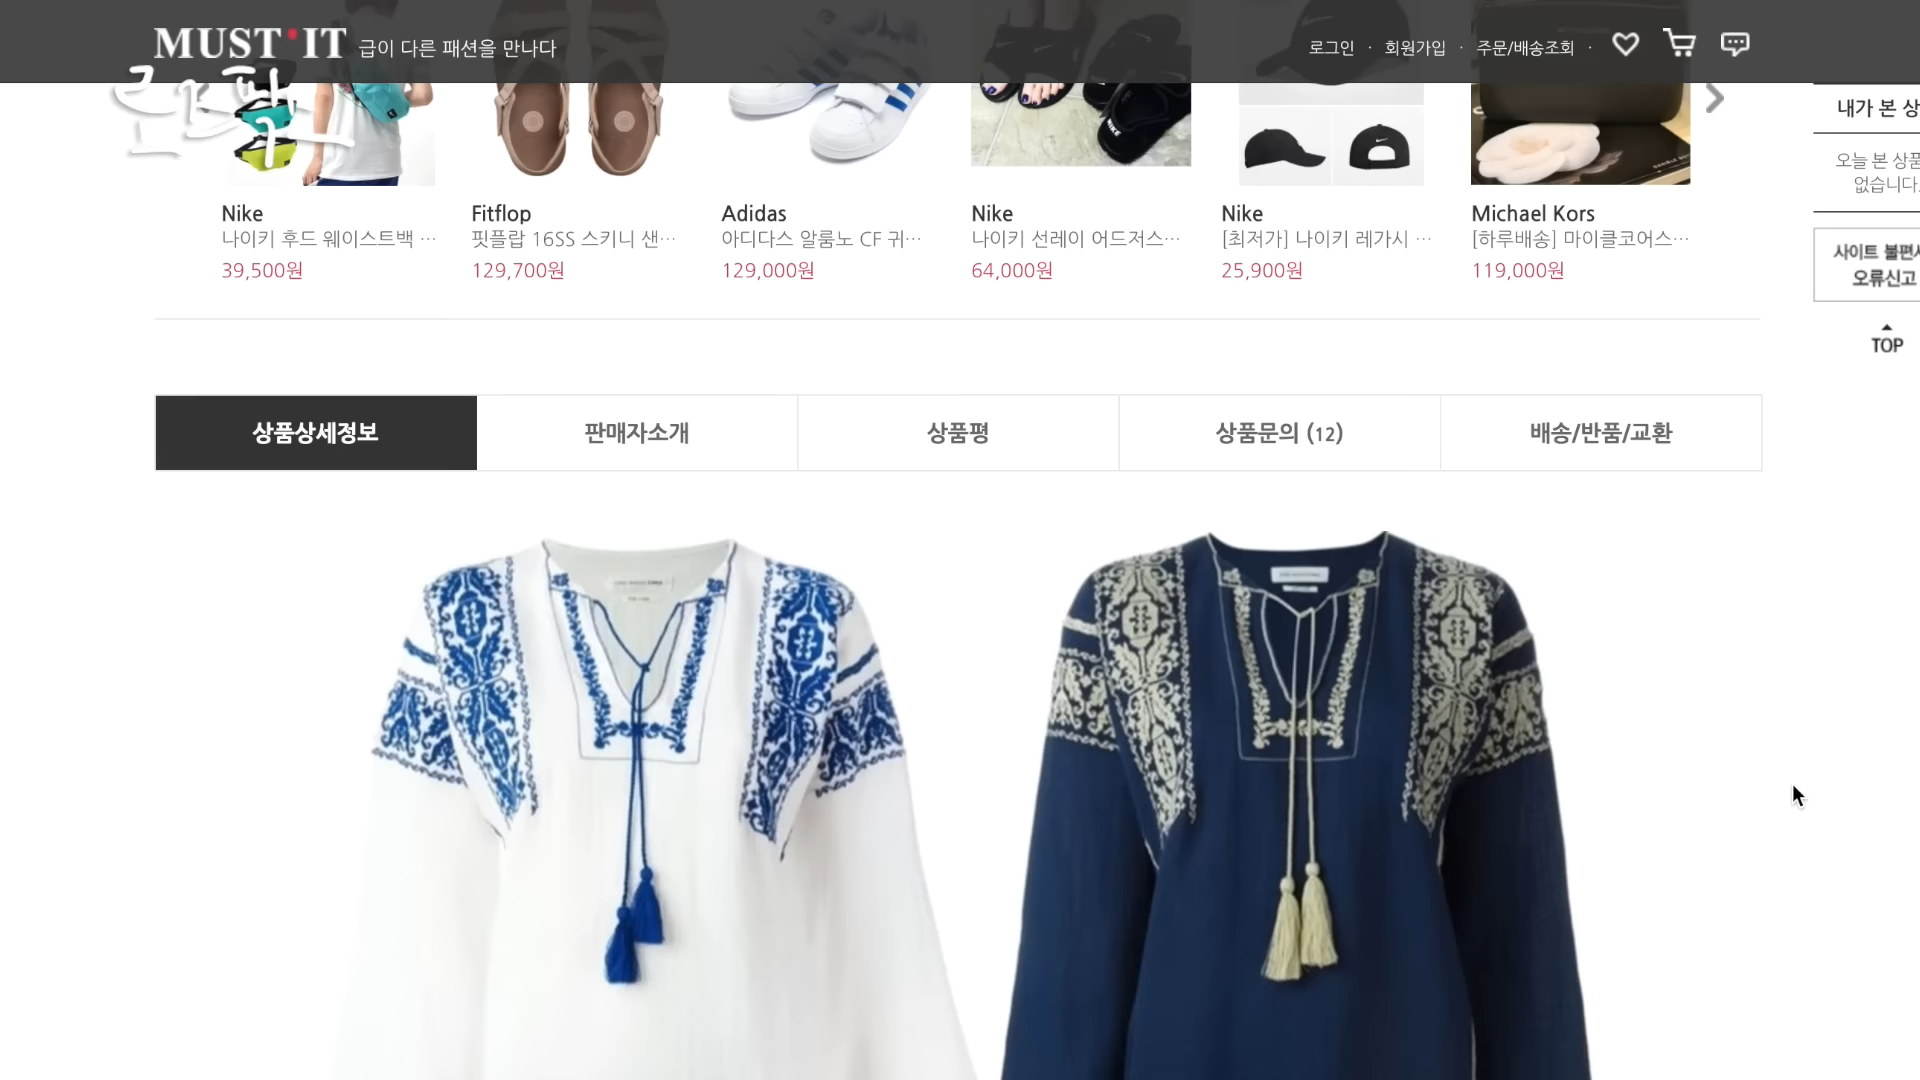 MUST IT 급이 다른 패션을 만나다
로그인 · 회원가입 · 주문/배송조회 ·
로드팩
내가 본 상
오늘 본 상품
없습니다.
사이트 불편사
오류신고
TOP
Nike
나이키 후드 웨이스트백 ···
39,500원
Fitflop
핏플랍 16SS 스키니 샌···
129,700원
Adidas
아디다스 알룸노 CF 귀···
129,000원
Nike
나이키 선레이 어드저스···
64,000원
Nike
[최저가] 나이키 레가시 ···
25,900원
Michael Kors
[하루배송] 마이클코어스···
119,000원
상품상세정보
판매자소개
상품평
상품문의 (12)
배송/반품/교환